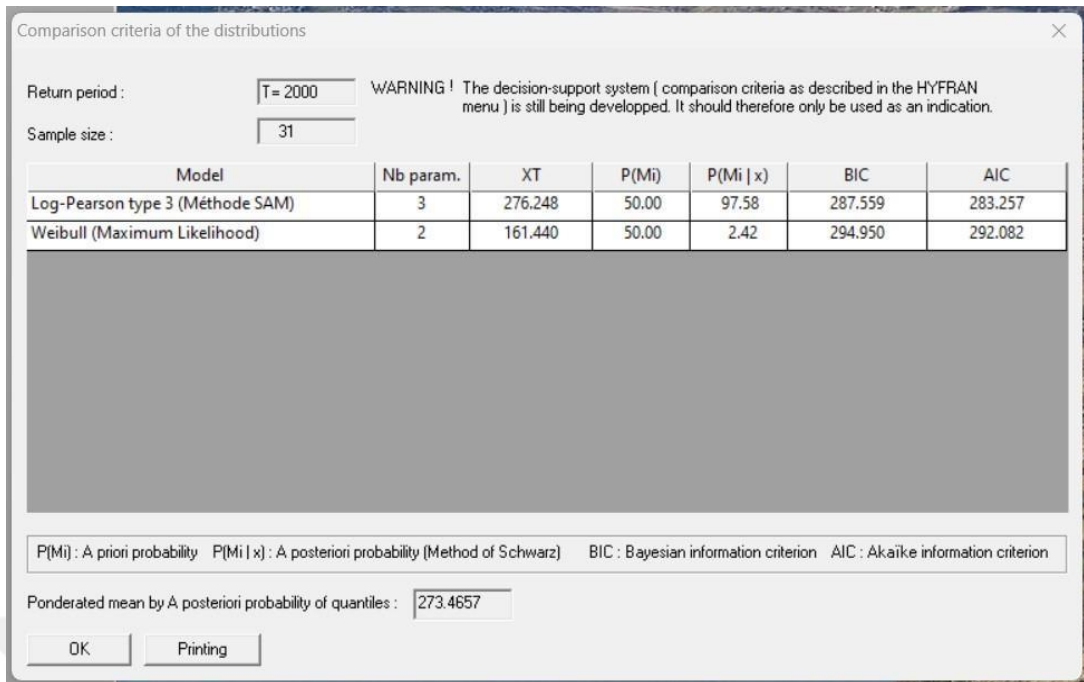 Comparison criteria of the distributions
Return period : T= 2000 WARNING ! The decision-support system ( comparison criteria as described in the HYFRAN
menu ) is still being developped. It should therefore only be used as an indication.
Sample size : 31
Model Nb param. XT P(Mi) P(Mi | x) BIC AIC
Log-Pearson type 3 (Méthode SAM) 3 276.248 50.00 97.58 287.559 283.257
Weibull (Maximum Likelihood) 2 161.440 50.00 2.42 294.950 292.082
P(Mi) : A priori probability P(Mi | x) : A posteriori probability (Method of Schwarz) BIC : Bayesian information criterion AIC : Akaïke information criterion
Ponderated mean by A posteriori probability of quantiles : 273.4657
OK Printing